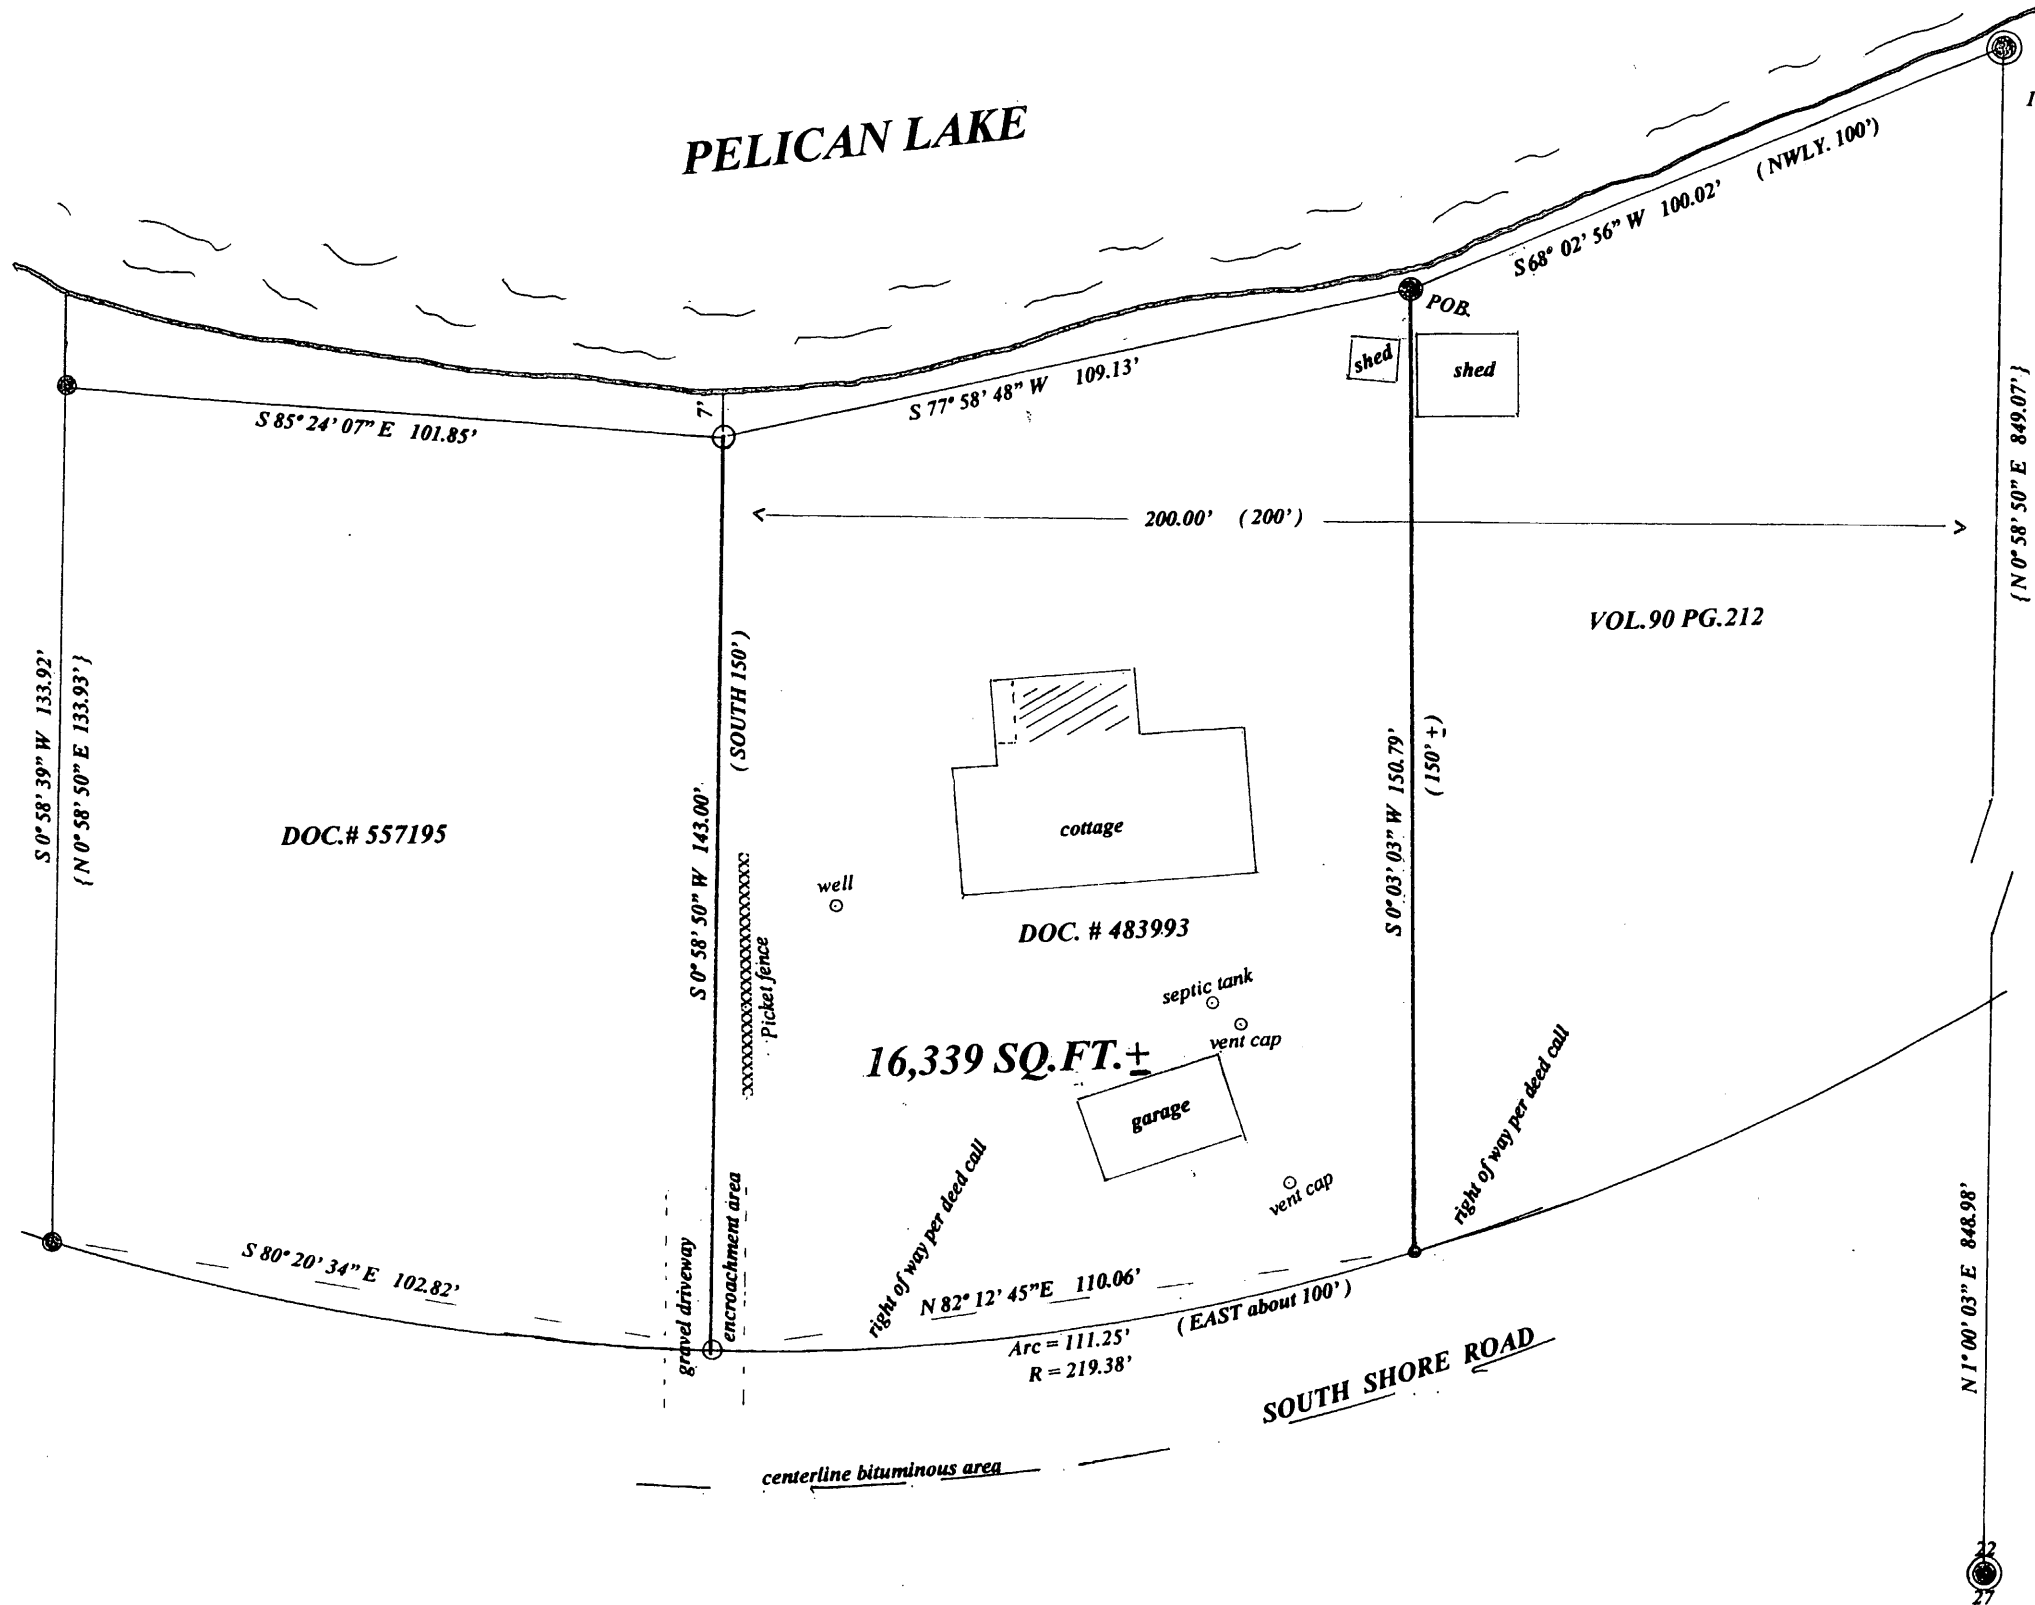 PELICAN LAKE
( NWLY. 100' )
S 68° 02' 56" W 100.02'
POB.
shed
shed
7'
S 77° 58' 48" W 109.13'
S 85° 24' 07" E 101.85'
200.00' ( 200' )
{ N 0° 58' 50" E 849.07' }
VOL.90 PG.212
S 0° 58' 39" W 133.92'
{ N 0° 58' 50" E 133.93' }
( SOUTH 150' )
S 0° 58' 50" W 143.00'
S 0° 03' 03" W 150.79'
( 150' ± )
DOC.# 557195
cottage
well
DOC. # 483993
xxxxxxxxxxxxxxxxxxxxxxxxxx
Picket fence
septic tank
vent cap
16,339 SQ.FT.±
garage
vent cap
right of way per deed call
right of way per deed call
gravel driveway
encroachment area
S 80° 20' 34" E 102.82'
N 82° 12' 45"E 110.06'
( EAST about 100' )
Arc = 111.25'
R = 219.38'
SOUTH SHORE ROAD
N 1° 00' 03" E 848.98'
centerline bituminous area
22
27